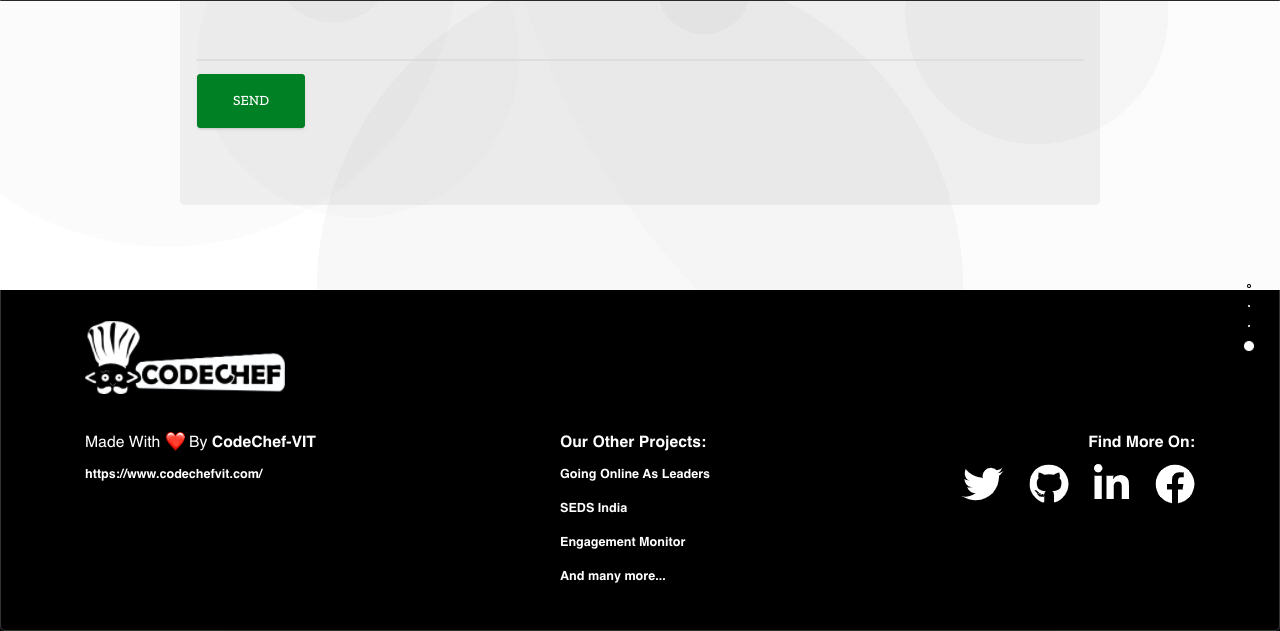 SEND
<CODECHEF
Made With ❤️ By CodeChef-VIT
https://www.codechefvit.com/
Our Other Projects:
Going Online As Leaders
SEDS India
Engagement Monitor
And many more...
Find More On: